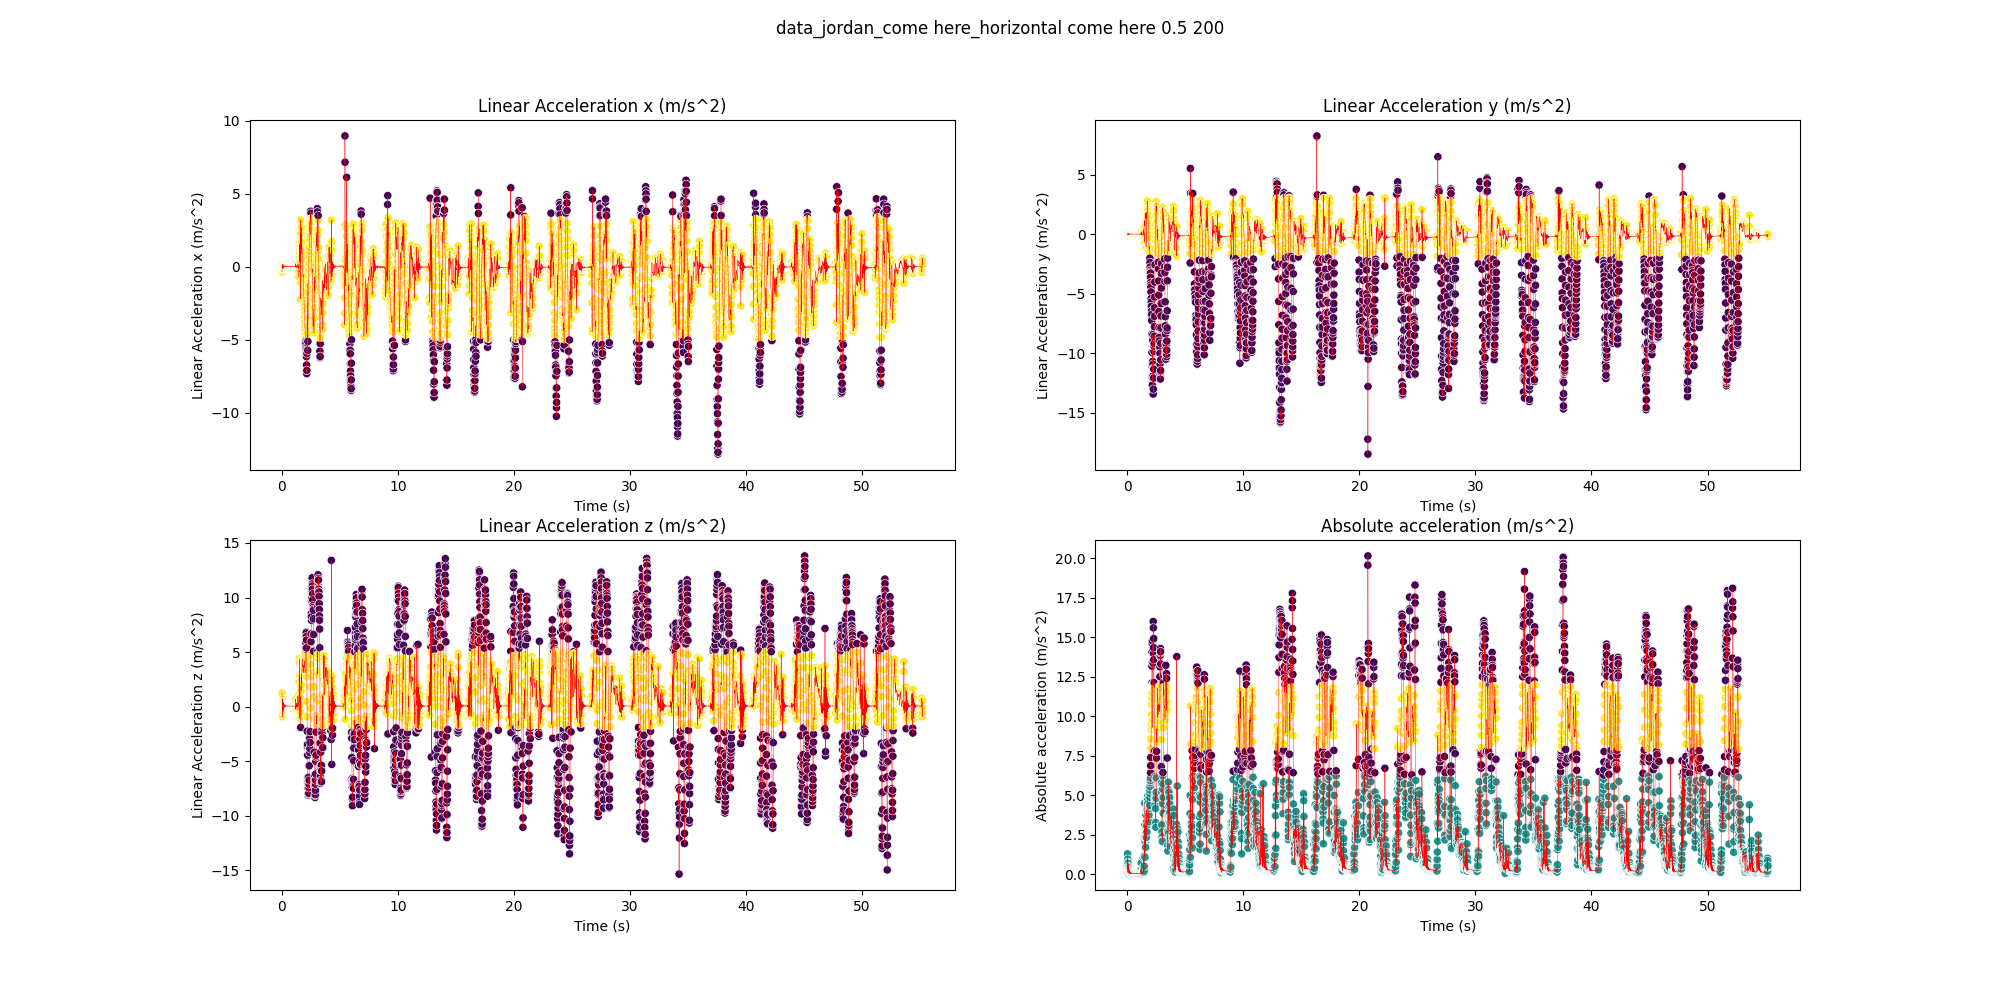 data_jordan_come here_horizontal come here 0.5 200
Linear Acceleration x (m/s^2)
Linear Acceleration x (m/s^2)
10
5
0
−5
−10
0 10 20 30 40 50
Time (s)
Linear Acceleration y (m/s^2)
Linear Acceleration y (m/s^2)
5
0
−5
−10
−15
0 10 20 30 40 50
Time (s)
Linear Acceleration z (m/s^2)
Linear Acceleration z (m/s^2)
15
10
5
0
−5
−10
−15
0 10 20 30 40 50
Time (s)
Absolute acceleration (m/s^2)
Absolute acceleration (m/s^2)
20.0
17.5
15.0
12.5
10.0
7.5
5.0
2.5
0.0
0 10 20 30 40 50
Time (s)